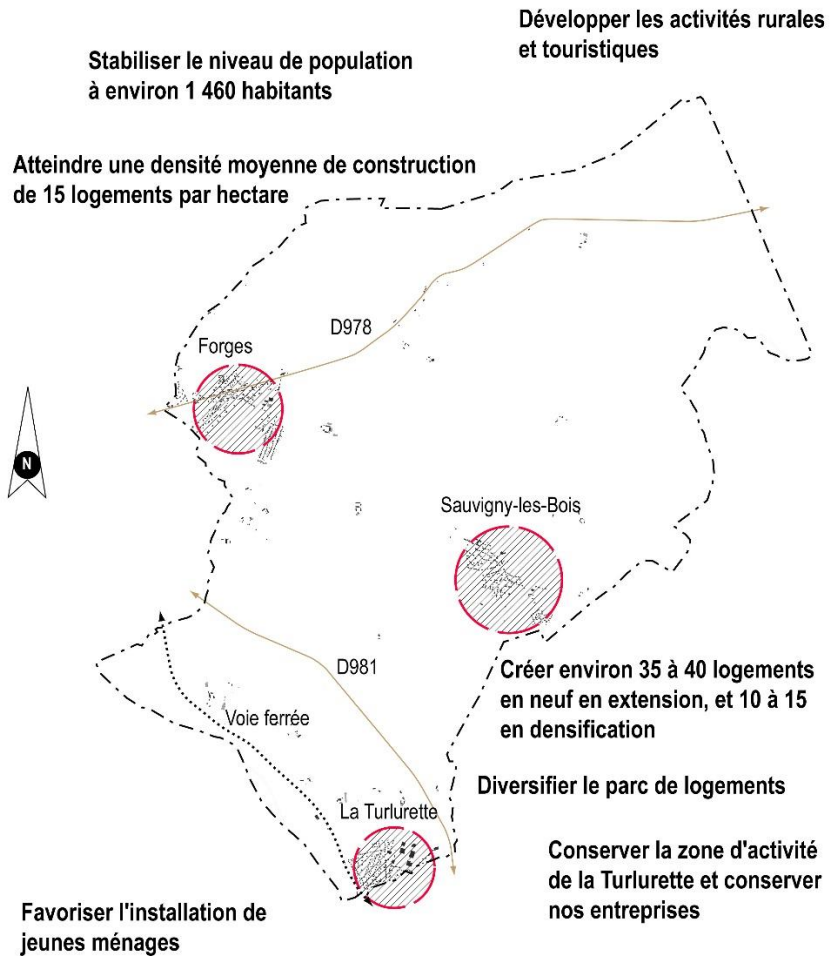 Développer les activités rurales
et touristiques
Stabiliser le niveau de population
à environ 1 460 habitants
Atteindre une densité moyenne de construction
de 15 logements par hectare
D978
Forges
N
Sauvigny-les-Bois
D981
Créer environ 35 à 40 logements
en neuf en extension, et 10 à 15
en densification
Voie ferrée
Diversifier le parc de logements
La Turlurette
Conserver la zone d'activité
de la Turlurette et conserver
nos entreprises
Favoriser l'installation de
jeunes ménages